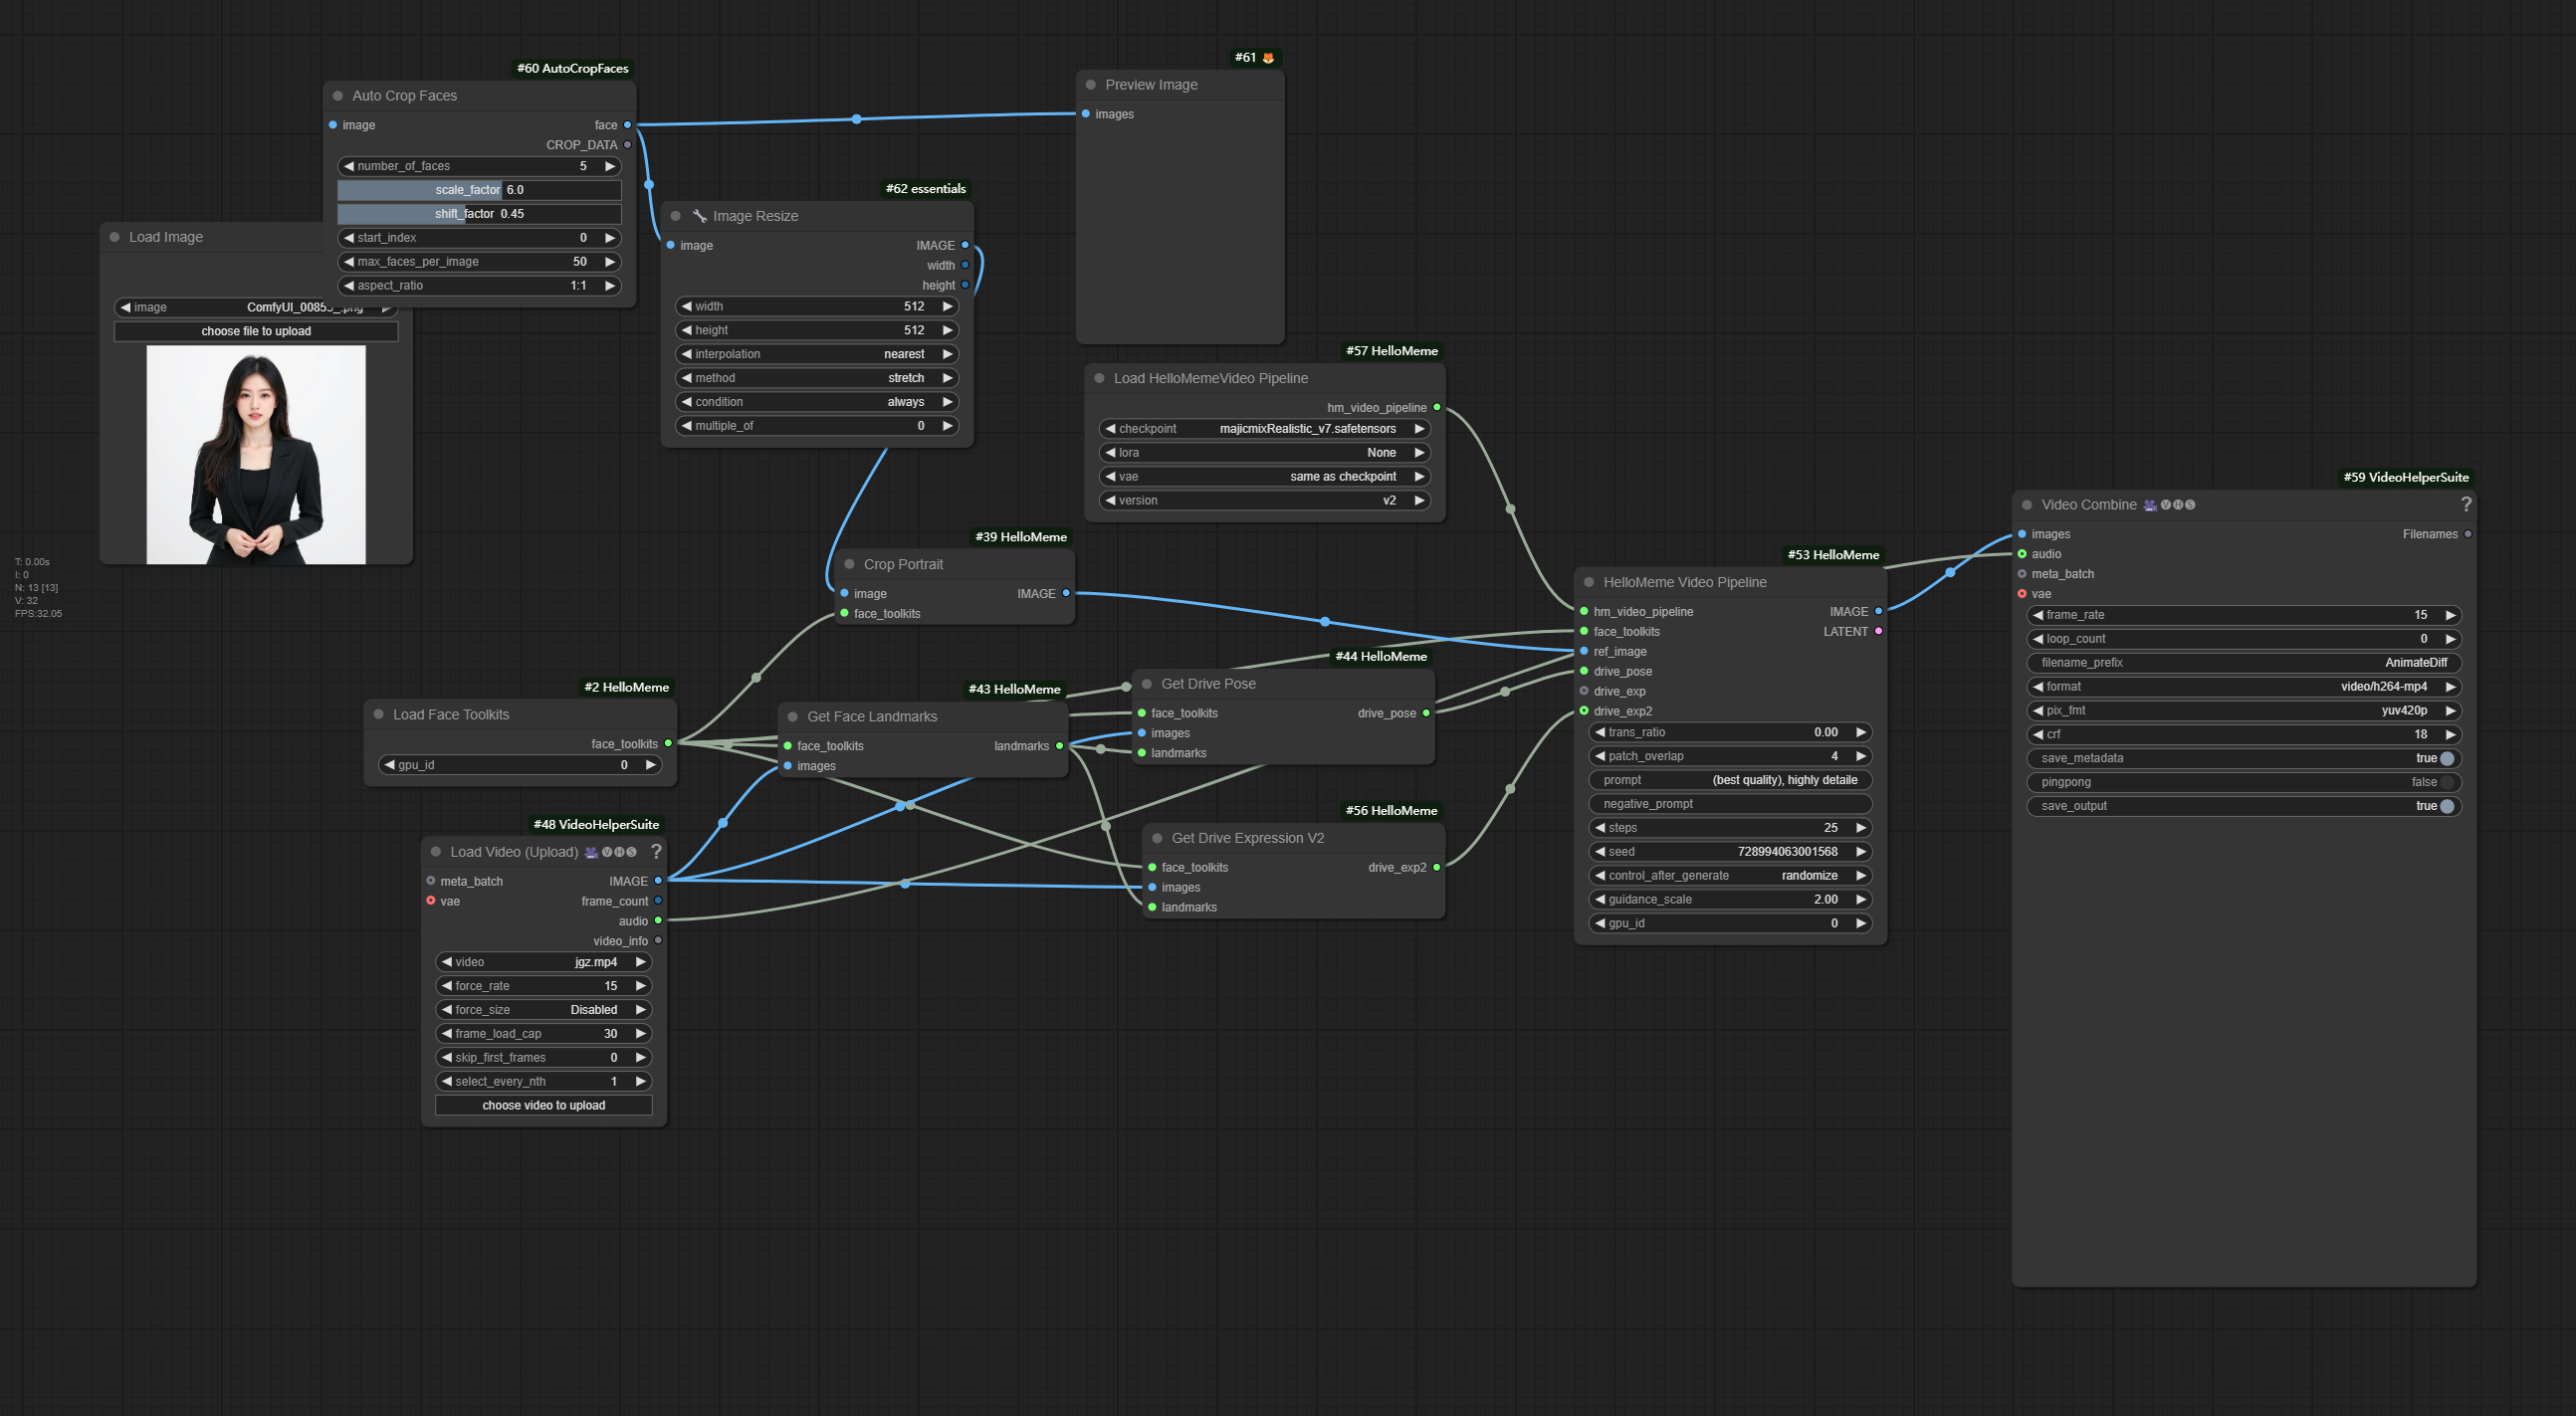 #60 AutoCropFaces
Auto Crop Faces
image
face
CROP_DATA
number_of_faces 5
scale_factor 6.0
shift_factor 0.45
start_index 0
max_faces_per_image 50
aspect_ratio 1:1
Load Image
image ComfyUI_00853_.png
choose file to upload
#61
Preview Image
images
#62 essentials
Image Resize
image
IMAGE
width
height
width 512
height 512
interpolation nearest
method stretch
condition always
multiple_of 0
#57 HelloMeme
Load HelloMemeVideo Pipeline
hm_video_pipeline
checkpoint majicmixRealistic_v7.safetensors
lora None
vae same as checkpoint
version v2
T: 0.00s
I: 0
N: 13 [13]
V: 32
FPS:32.05
#39 HelloMeme
Crop Portrait
image
IMAGE
face_toolkits
#2 HelloMeme
Load Face Toolkits
face_toolkits
gpu_id 0
#43 HelloMeme
Get Face Landmarks
face_toolkits
landmarks
images
#44 HelloMeme
Get Drive Pose
face_toolkits
drive_pose
images
landmarks
#48 VideoHelperSuite
Load Video (Upload) VHS ?
meta_batch
IMAGE
vae
frame_count
audio
video_info
video jgz.mp4
force_rate 15
force_size Disabled
frame_load_cap 30
skip_first_frames 0
select_every_nth 1
choose video to upload
#56 HelloMeme
Get Drive Expression V2
face_toolkits
drive_exp2
images
landmarks
#53 HelloMeme
HelloMeme Video Pipeline
hm_video_pipeline
IMAGE
face_toolkits
LATENT
ref_image
drive_pose
drive_exp
drive_exp2
trans_ratio 0.00
patch_overlap 4
prompt (best quality), highly detaile
negative_prompt
steps 25
seed 728994063001568
control_after_generate randomize
guidance_scale 2.00
gpu_id 0
#59 VideoHelperSuite
Video Combine VHS ?
images
Filenames
audio
meta_batch
vae
frame_rate 15
loop_count 0
filename_prefix AnimateDiff
format video/h264-mp4
pix_fmt yuv420p
crf 18
save_metadata true
pingpong false
save_output true